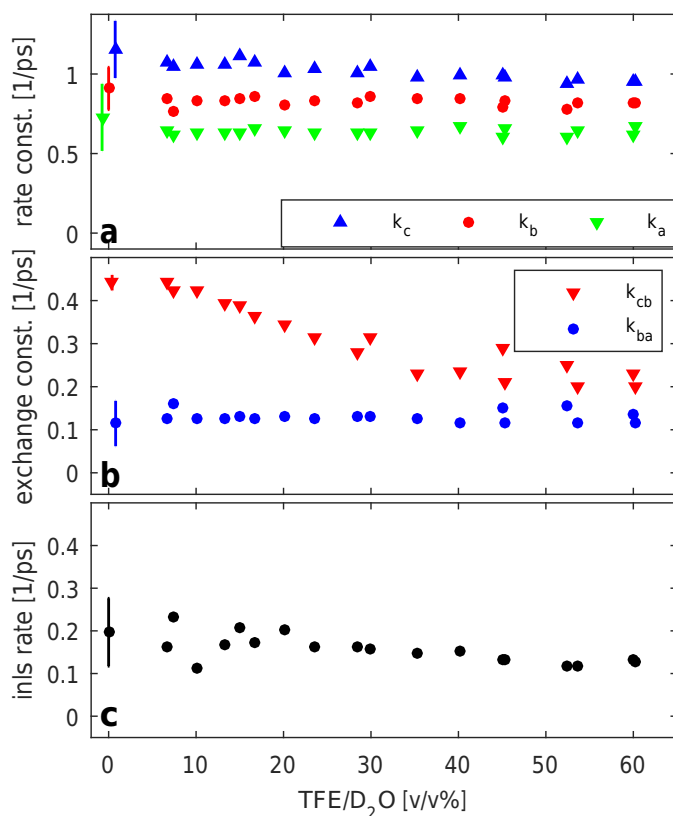 rate const. [1/ps]
1
0.5
0
a
k_c k_b k_a
exchange const. [1/ps]
0.4
0.3
0.2
0.1
0
b
k_cb
k_ba
inls rate [1/ps]
0.4
0.3
0.2
0.1
0
c
0 10 20 30 40 50 60
TFE/D_2O [v/v%]